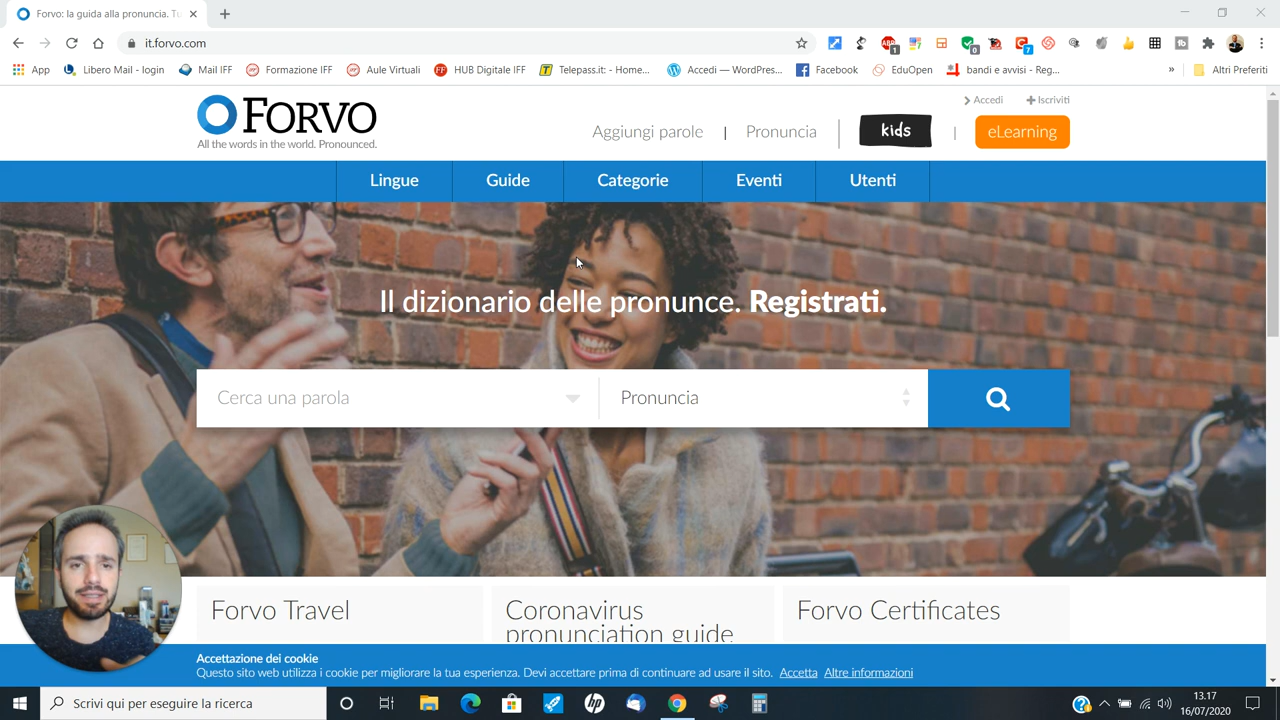 Forvo: la guida alla pronuncia. Tu
it.forvo.com
ABP
1
0
7
App
Libero Mail - login
Mail IFF
Formazione IFF
Aule Virtuali
HUB Digitale IFF
Telepass.it: - Home...
Accedi — WordPres...
Facebook
EduOpen
bandi e avvisi - Reg...
»
Altri Preferiti
Accedi
Iscriviti
FORVO
All the words in the world. Pronounced.
Aggiungi parole
Pronuncia
kids
eLearning
Lingue
Guide
Categorie
Eventi
Utenti
Il dizionario delle pronunce. Registrati.
Cerca una parola
Pronuncia
Forvo Travel
Coronavirus
pronunciation guide
Forvo Certificates
Accettazione dei cookie
Questo sito web utilizza i cookie per migliorare la tua esperienza. Devi accettare prima di continuare ad usare il sito. Accetta Altre informazioni
Scrivi qui per eseguire la ricerca
hp
13.17
16/07/2020